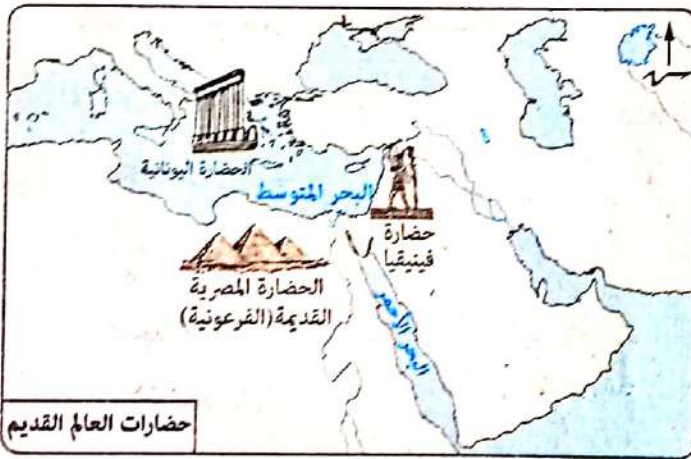 الحضارة اليونانية
البحر المتوسط
حضارة
فينيقيا
الحضارة المصرية
القديمة (الفرعونية)
البحر الأحمر
حضارات العالم القديم